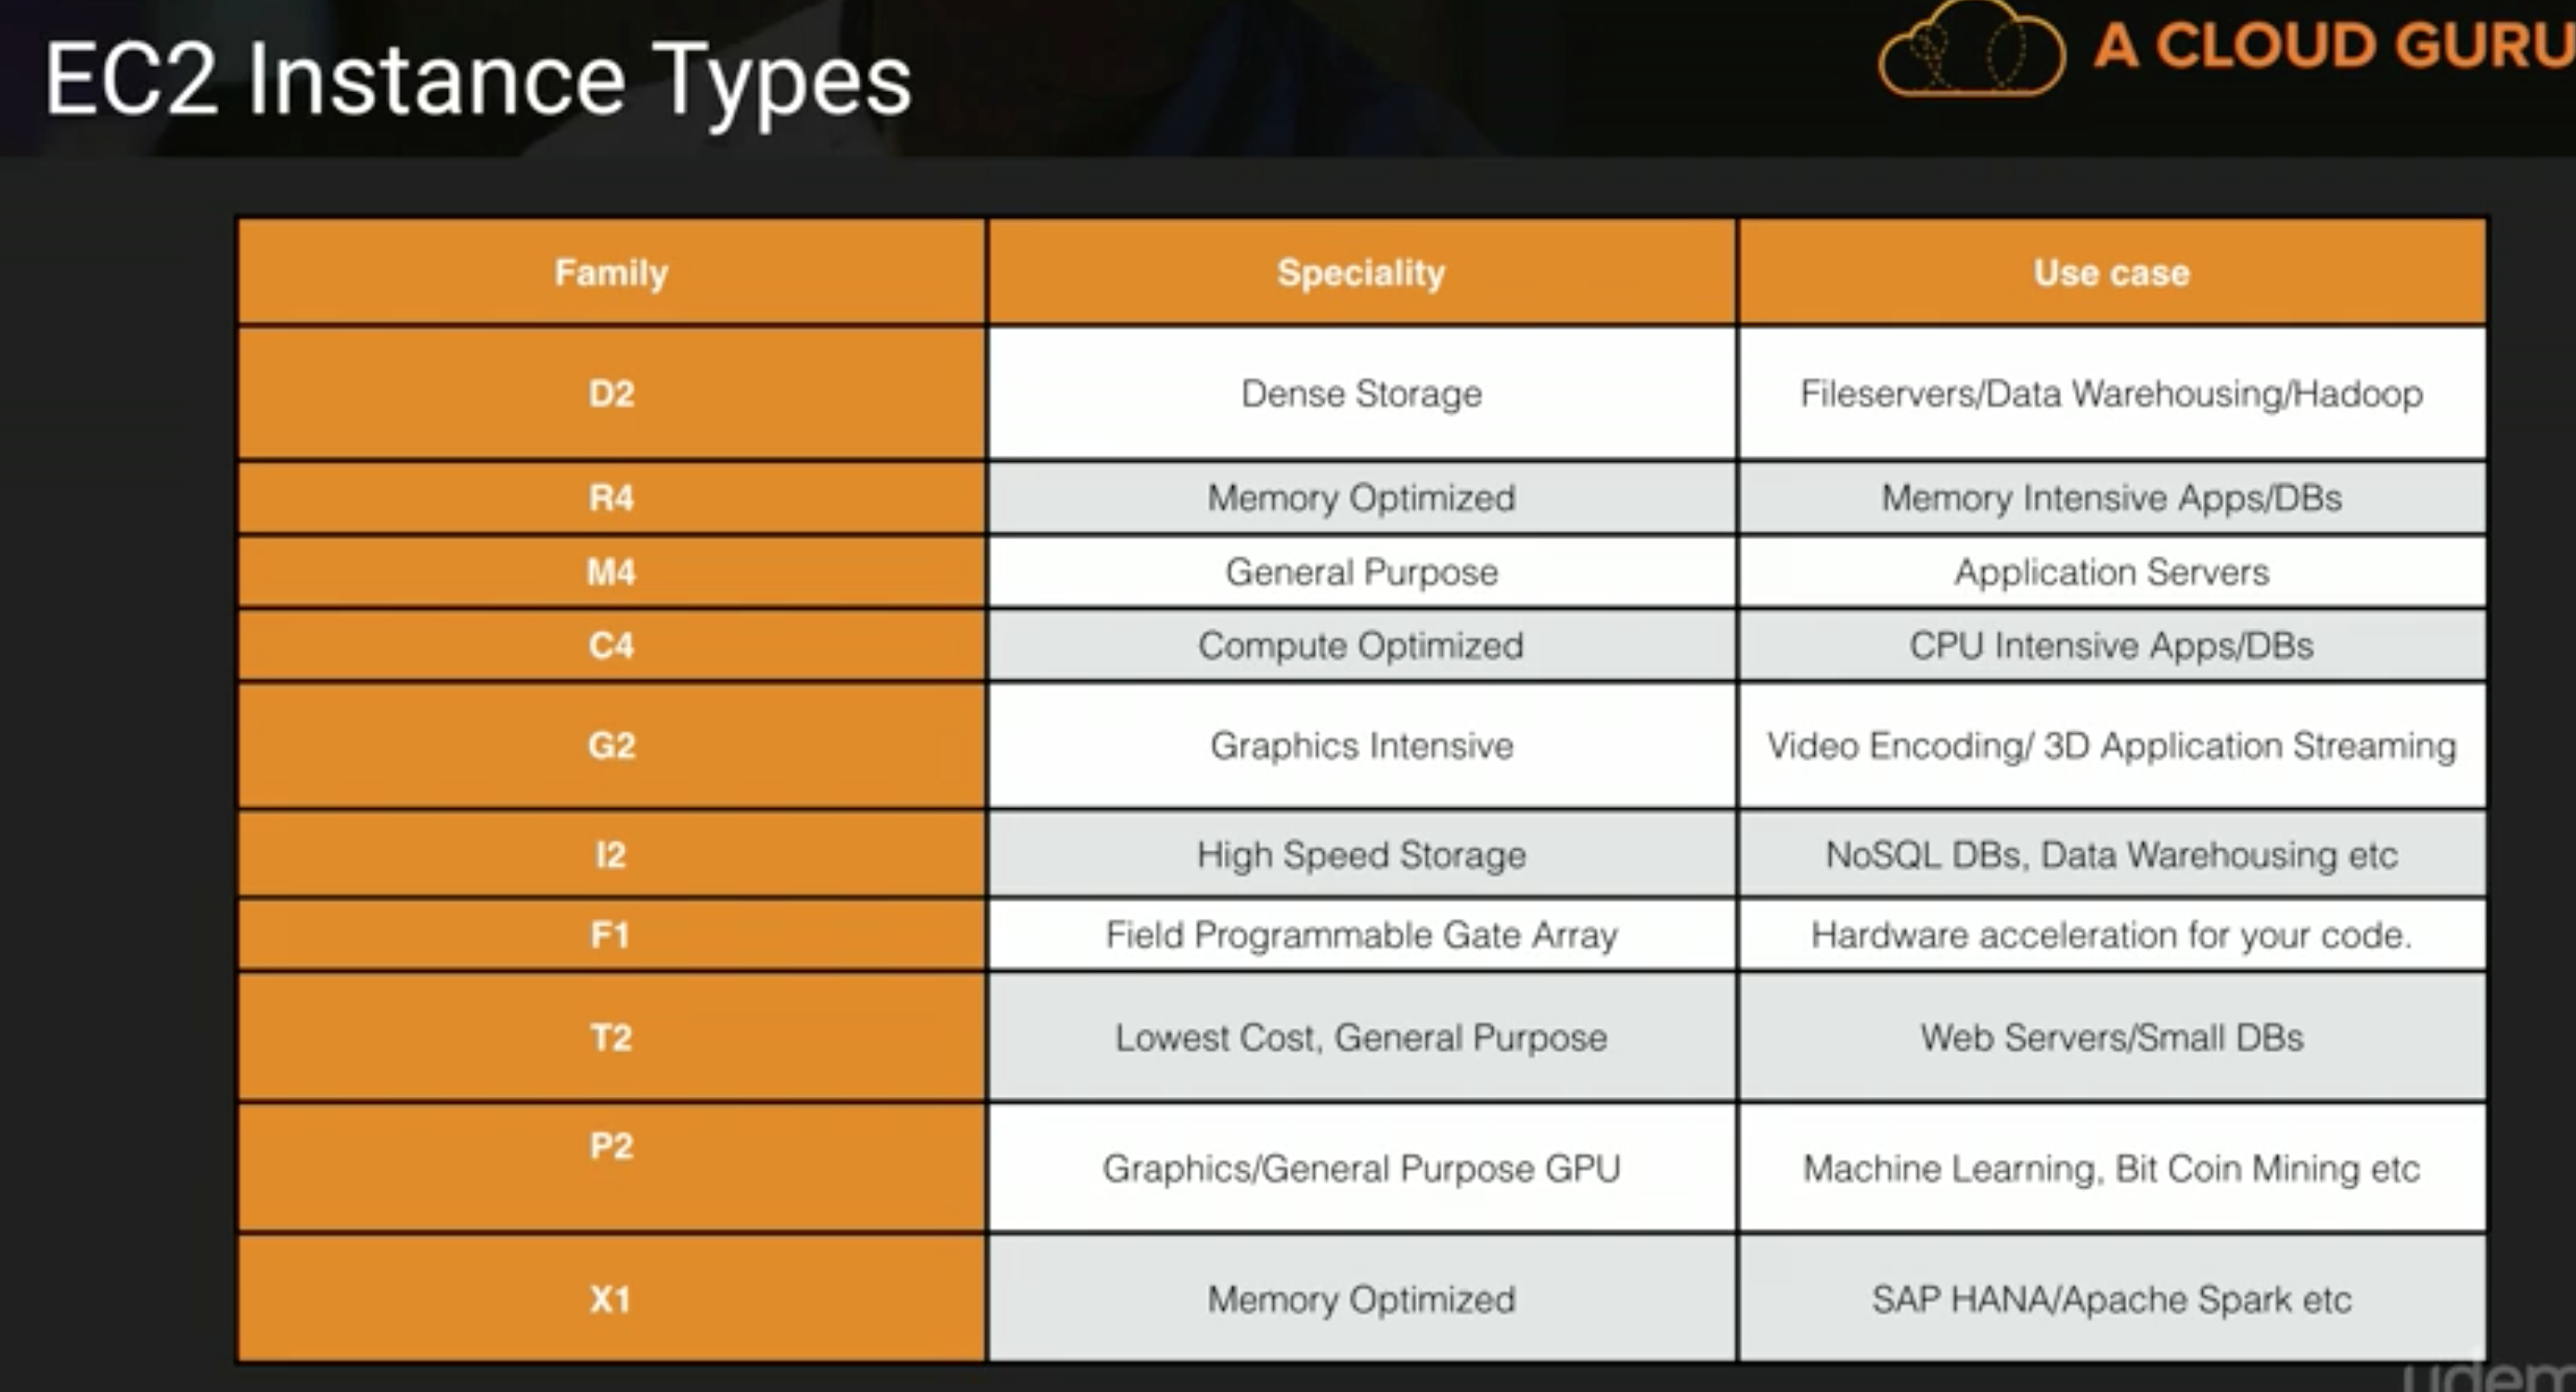 EC2 Instance Types
A CLOUD GURU
Family Speciality Use case
D2 Dense Storage Fileservers/Data Warehousing/Hadoop
R4 Memory Optimized Memory Intensive Apps/DBs
M4 General Purpose Application Servers
C4 Compute Optimized CPU Intensive Apps/DBs
G2 Graphics Intensive Video Encoding/ 3D Application Streaming
I2 High Speed Storage NoSQL DBs, Data Warehousing etc
F1 Field Programmable Gate Array Hardware acceleration for your code.
T2 Lowest Cost, General Purpose Web Servers/Small DBs
P2 Graphics/General Purpose GPU Machine Learning, Bit Coin Mining etc
X1 Memory Optimized SAP HANA/Apache Spark etc